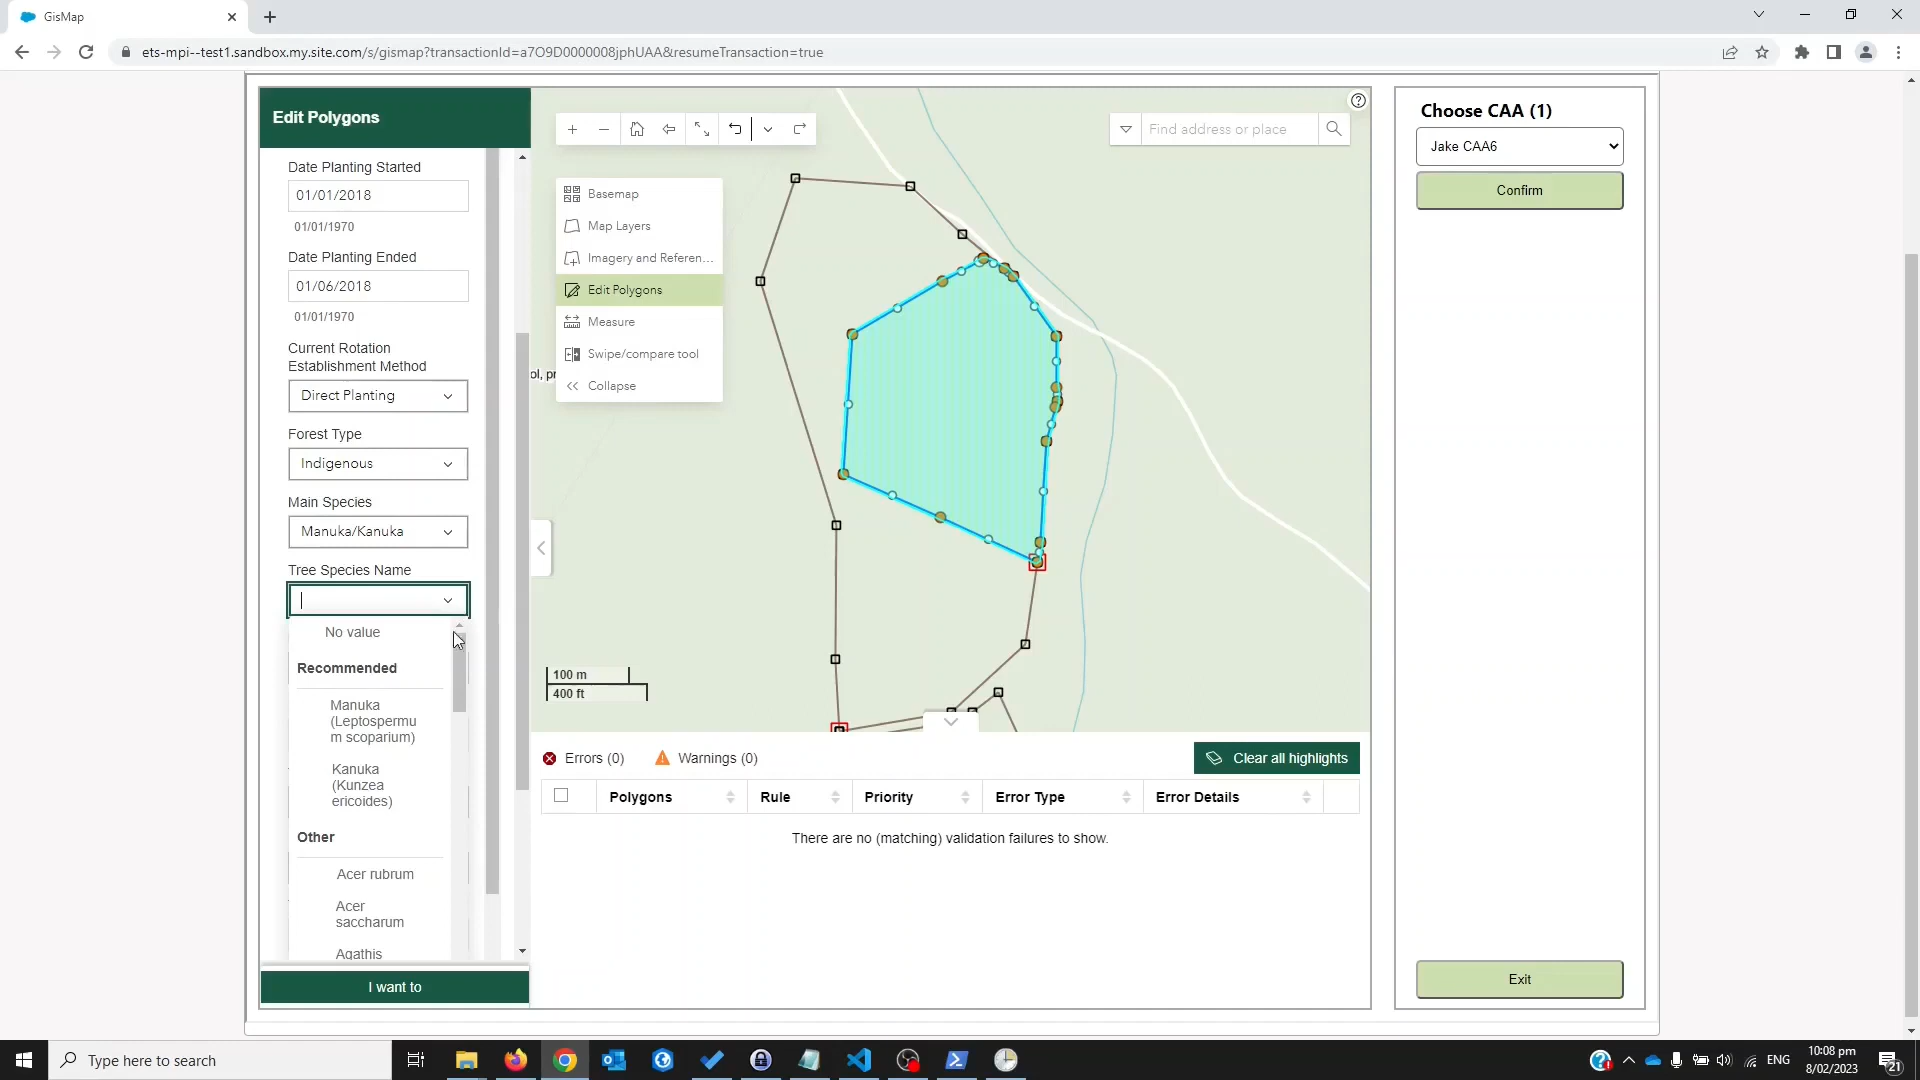 GisMap
ets-mpi--test1.sandbox.my.site.com/s/gismap?transactionId=a7O9D0000008jphUAA&resumeTransaction=true
Edit Polygons
Date Planting Started
01/01/2018
01/01/1970
Date Planting Ended
01/06/2018
01/01/1970
Current Rotation
Establishment Method
Direct Planting
Forest Type
Indigenous
Main Species
Manuka/Kanuka
Tree Species Name
No value
Recommended
Manuka
(Leptospermu
m scoparium)
Kanuka
(Kunzea
ericoides)
Other
Acer rubrum
Acer
saccharum
Agathis
I want to
Find address or place
Basemap
Map Layers
Imagery and Referen...
Edit Polygons
Measure
Swipe/compare tool
Collapse
ol, pr
100 m
400 ft
Errors (0)
Warnings (0)
Clear all highlights
Polygons
Rule
Priority
Error Type
Error Details
There are no (matching) validation failures to show.
Choose CAA (1)
Jake CAA6
Confirm
Exit
Type here to search
ENG
10:08 pm
8/02/2023
21